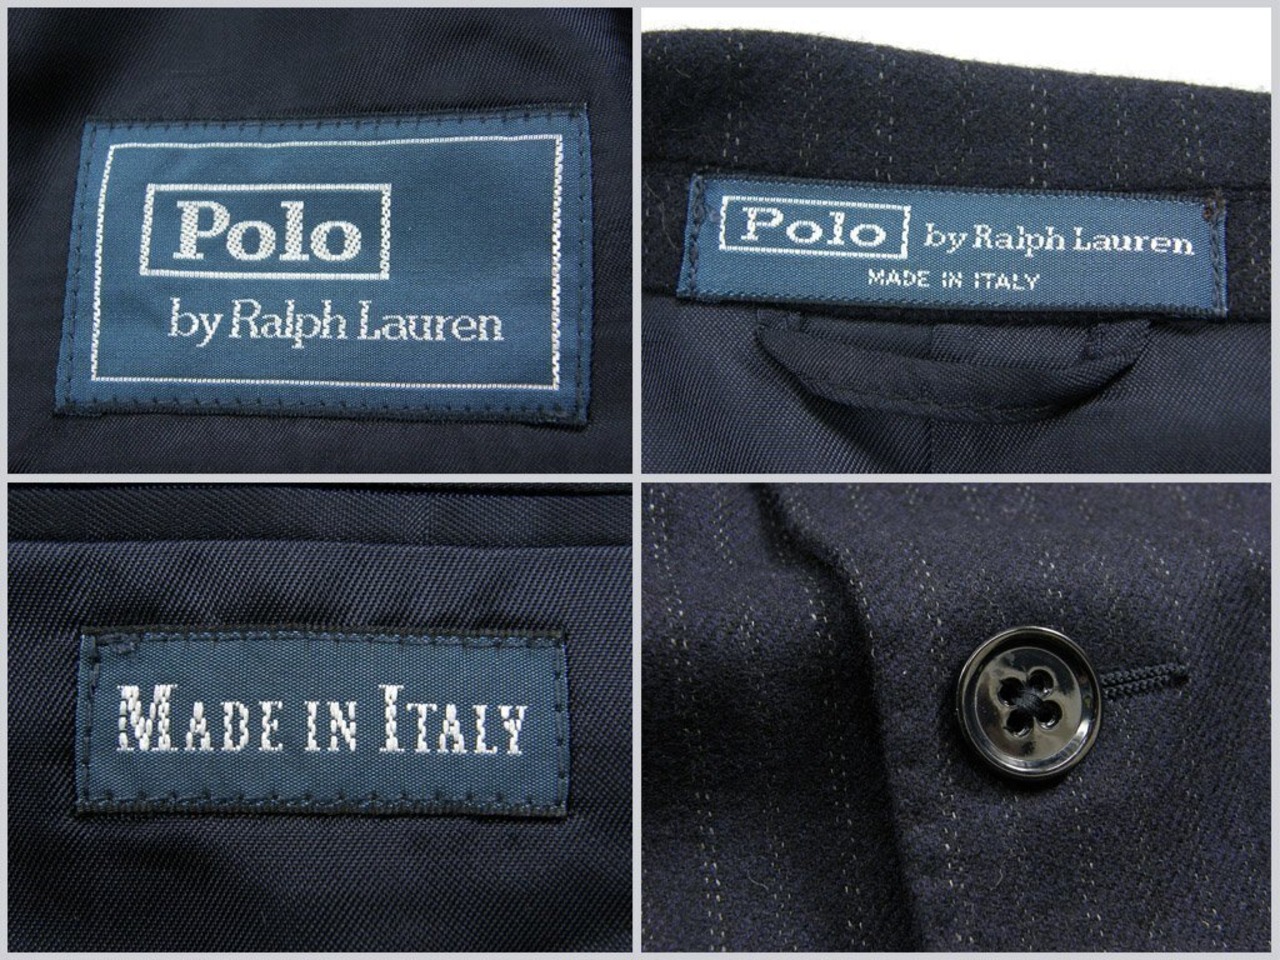 Polo
by Ralph Lauren
Polo by Ralph Lauren
MADE IN ITALY
MADE IN ITALY